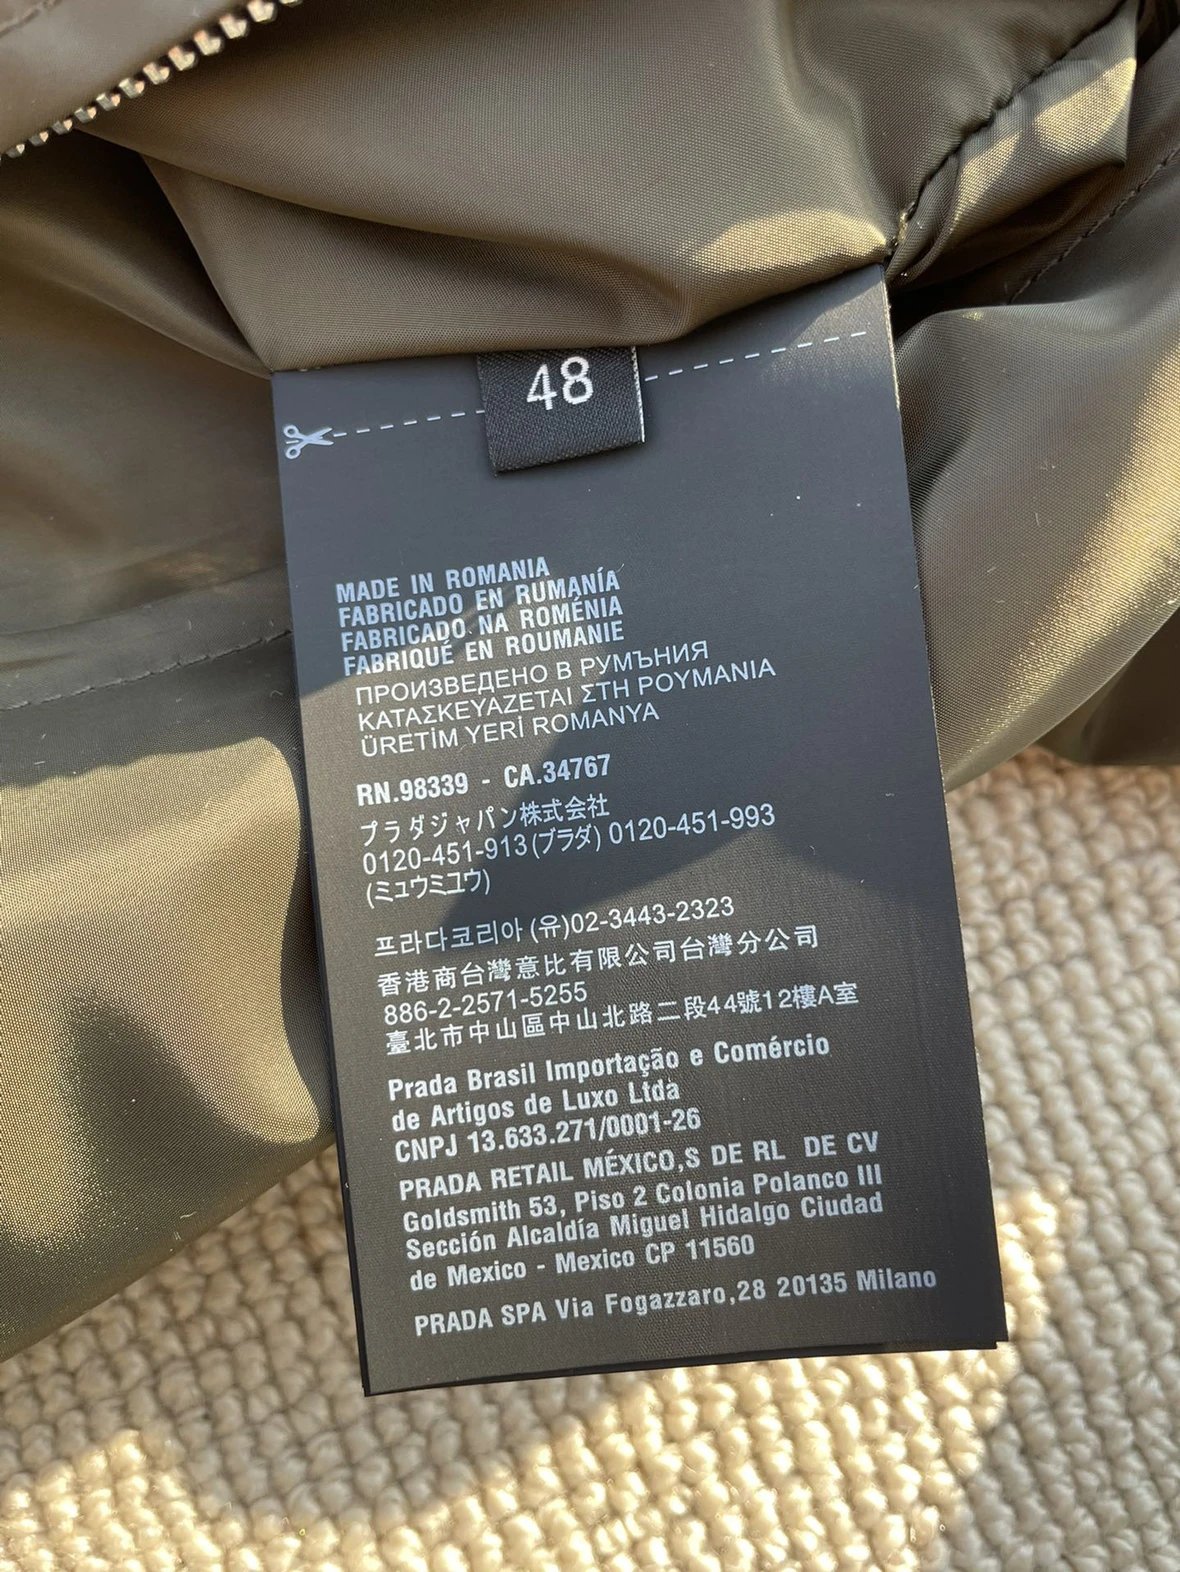 48
MADE IN ROMANIA
FABRICADO EN RUMANÍA
FABRICADO NA ROMÉNIA
FABRIQUÉ EN ROUMANIE
ПРОИЗВЕДЕНО В РУМЪНИЯ
ΚΑΤΑΣΚΕΥΑΖΕΤΑΙ ΣΤΗ ΡΟΥΜΑΝΙΑ
ÜRETİM YERİ ROMANYA
RN.98339 - CA.34767
プラダジャパン株式会社
0120-451-913(プラダ) 0120-451-993
(ミュウミュウ)
프라다코리아 (유)02-3443-2323
香港商台灣意比有限公司台灣分公司
886-2-2571-5255
臺北市中山區中山北路二段44號12樓A室
Prada Brasil Importação e Comércio
de Artigos de Luxo Ltda
CNPJ 13.633.271/0001-26
PRADA RETAIL MÉXICO,S DE RL DE CV
Goldsmith 53, Piso 2 Colonia Polanco III
Sección Alcaldía Miguel Hidalgo Ciudad
de Mexico - Mexico CP 11560
PRADA SPA Via Fogazzaro,28 20135 Milano